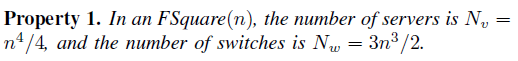 Property 1. In an FSquare(n), the number of servers is N_v =
n^4/4, and the number of switches is N_w = 3n^3/2.